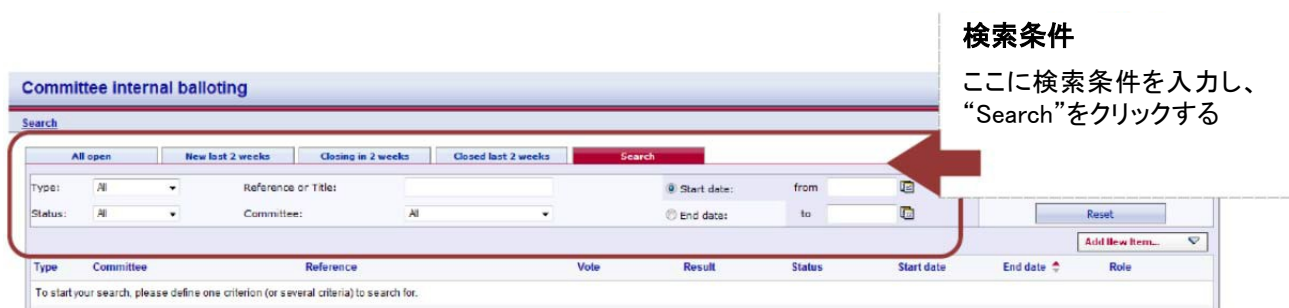 検索条件
ここに検索条件を入力し、
“Search”をクリックする
Committee internal balloting
Search
All open New last 2 weeks Closing in 2 weeks Closed last 2 weeks Search
Type: All Reference or Title: Start date: from
Status: All Committee: All End date: to
Reset
Add New Item...
Type Committee Reference Vote Result Status Start date End date Role
To start your search, please define one criterion (or several criteria) to search for.